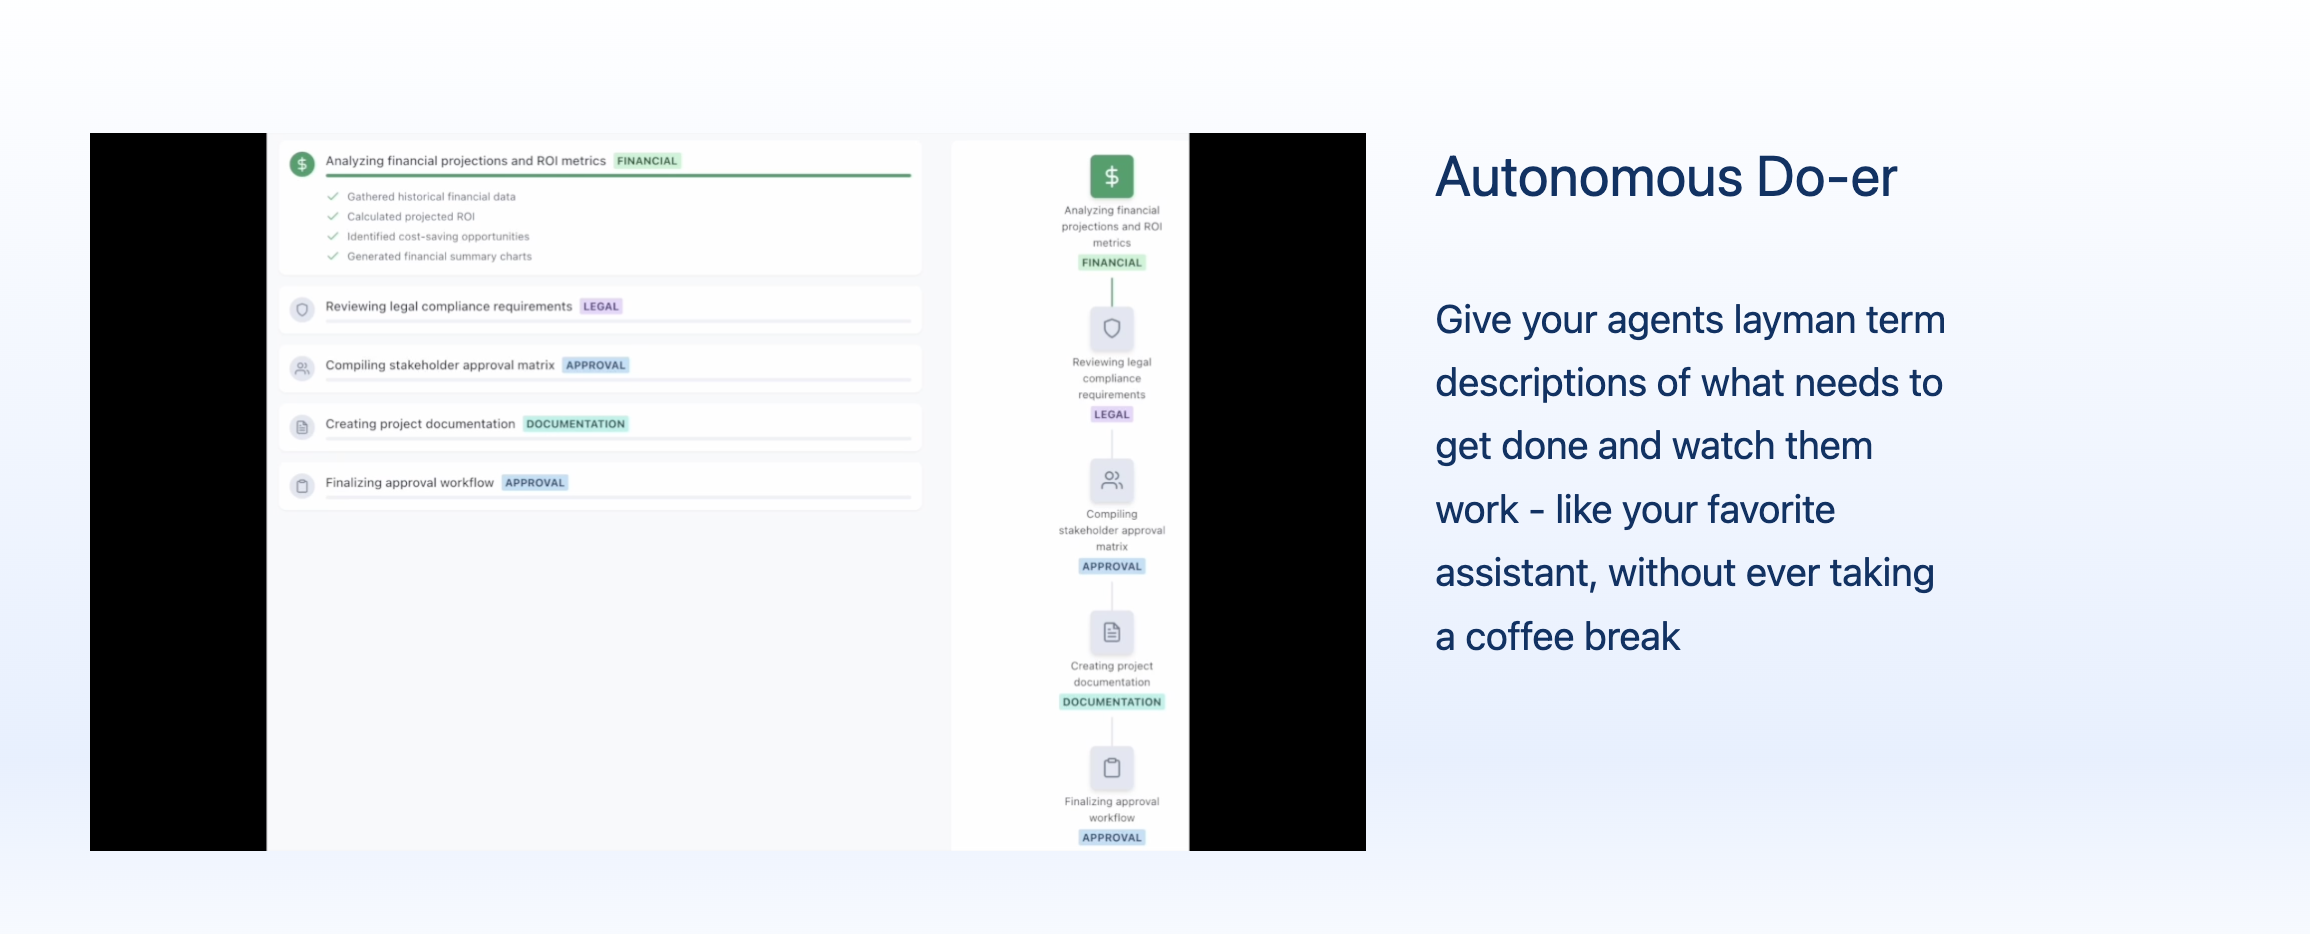 Analyzing financial projections and ROI metrics FINANCIAL
Gathered historical financial data
Calculated projected ROI
Identified cost-saving opportunities
Generated financial summary charts
Reviewing legal compliance requirements LEGAL
Compiling stakeholder approval matrix APPROVAL
Creating project documentation DOCUMENTATION
Finalizing approval workflow APPROVAL
Analyzing financial
projections and ROI
metrics
FINANCIAL
Reviewing legal
compliance
requirements
LEGAL
Compiling
stakeholder approval
matrix
APPROVAL
Creating project
documentation
DOCUMENTATION
Finalizing approval
workflow
APPROVAL
Autonomous Do-er
Give your agents layman term
descriptions of what needs to
get done and watch them
work - like your favorite
assistant, without ever taking
a coffee break